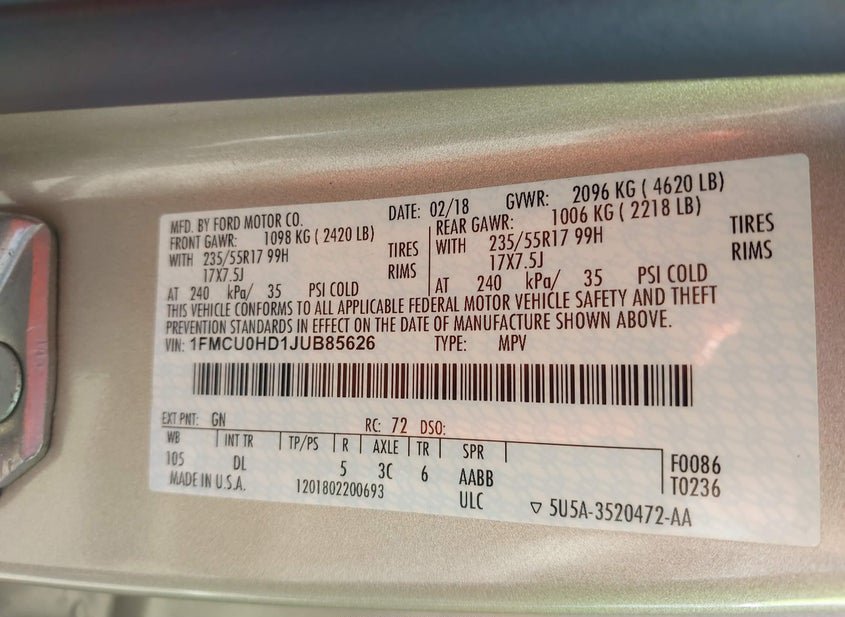 MFD. BY FORD MOTOR CO. DATE: 02/18 GVWR: 2096 KG ( 4620 LB)
FRONT GAWR: 1098 KG ( 2420 LB) REAR GAWR: 1006 KG ( 2218 LB)
WITH 235/55R17 99H TIRES WITH 235/55R17 99H TIRES
17X7.5J RIMS 17X7.5J RIMS
AT 240 kPa/ 35 PSI COLD AT 240 kPa/ 35 PSI COLD
THIS VEHICLE CONFORMS TO ALL APPLICABLE FEDERAL MOTOR VEHICLE SAFETY AND THEFT
PREVENTION STANDARDS IN EFFECT ON THE DATE OF MANUFACTURE SHOWN ABOVE.
VIN: 1FMCU0HD1JUB85626 TYPE: MPV
EXT PNT: GN RC: 72 DSO:
WB INT TR TP/PS R AXLE TR SPR
105 DL 5 3C 6 AABB F0086
MADE IN U.S.A. 1201802200693 ULC T0236
5U5A-3520472-AA